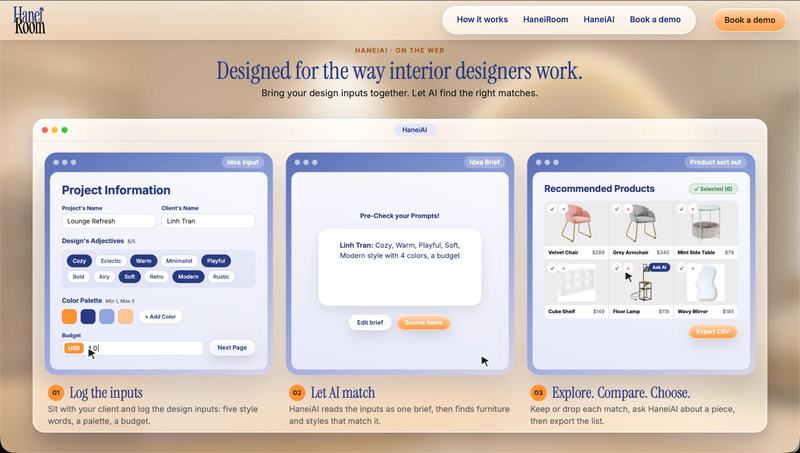 Hanei
Room
How it works
HaneiRoom
HaneiAI
Book a demo
Book a demo
HANEIAI · ON THE WEB
Designed for the way interior designers work.
Bring your design inputs together. Let AI find the right matches.
HaneiAI
Idea Input
Project Information
Project's Name
Client's Name
Lounge Refresh
Linh Tran
Design's Adjectives 5/5
Cozy
Eclectic
Warm
Minimalist
Playful
Bold
Airy
Soft
Retro
Modern
Rustic
Color Palette Min 1, Max 5
+ Add Color
Budget
USD
Next Page
Idea Brief
Pre-Check your Prompts!
Linh Tran: Cozy, Warm, Playful, Soft,
Modern style with 4 colors, a budget
Edit brief
Source items
Product sort out
Recommended Products
✓ Selected (0)
Velvet Chair $289
Grey Armchair $340
Mint Side Table $79
Ask AI
Cube Shelf $149
Floor Lamp $119
Wavy Mirror $185
Export CSV
01 Log the inputs
Sit with your client and log the design inputs: five style
words, a palette, a budget.
02 Let AI match
HaneiAI reads the inputs as one brief, then finds furniture
and styles that match it.
03 Explore. Compare. Choose.
Keep or drop each match, ask HaneiAI about a piece,
then export the list.